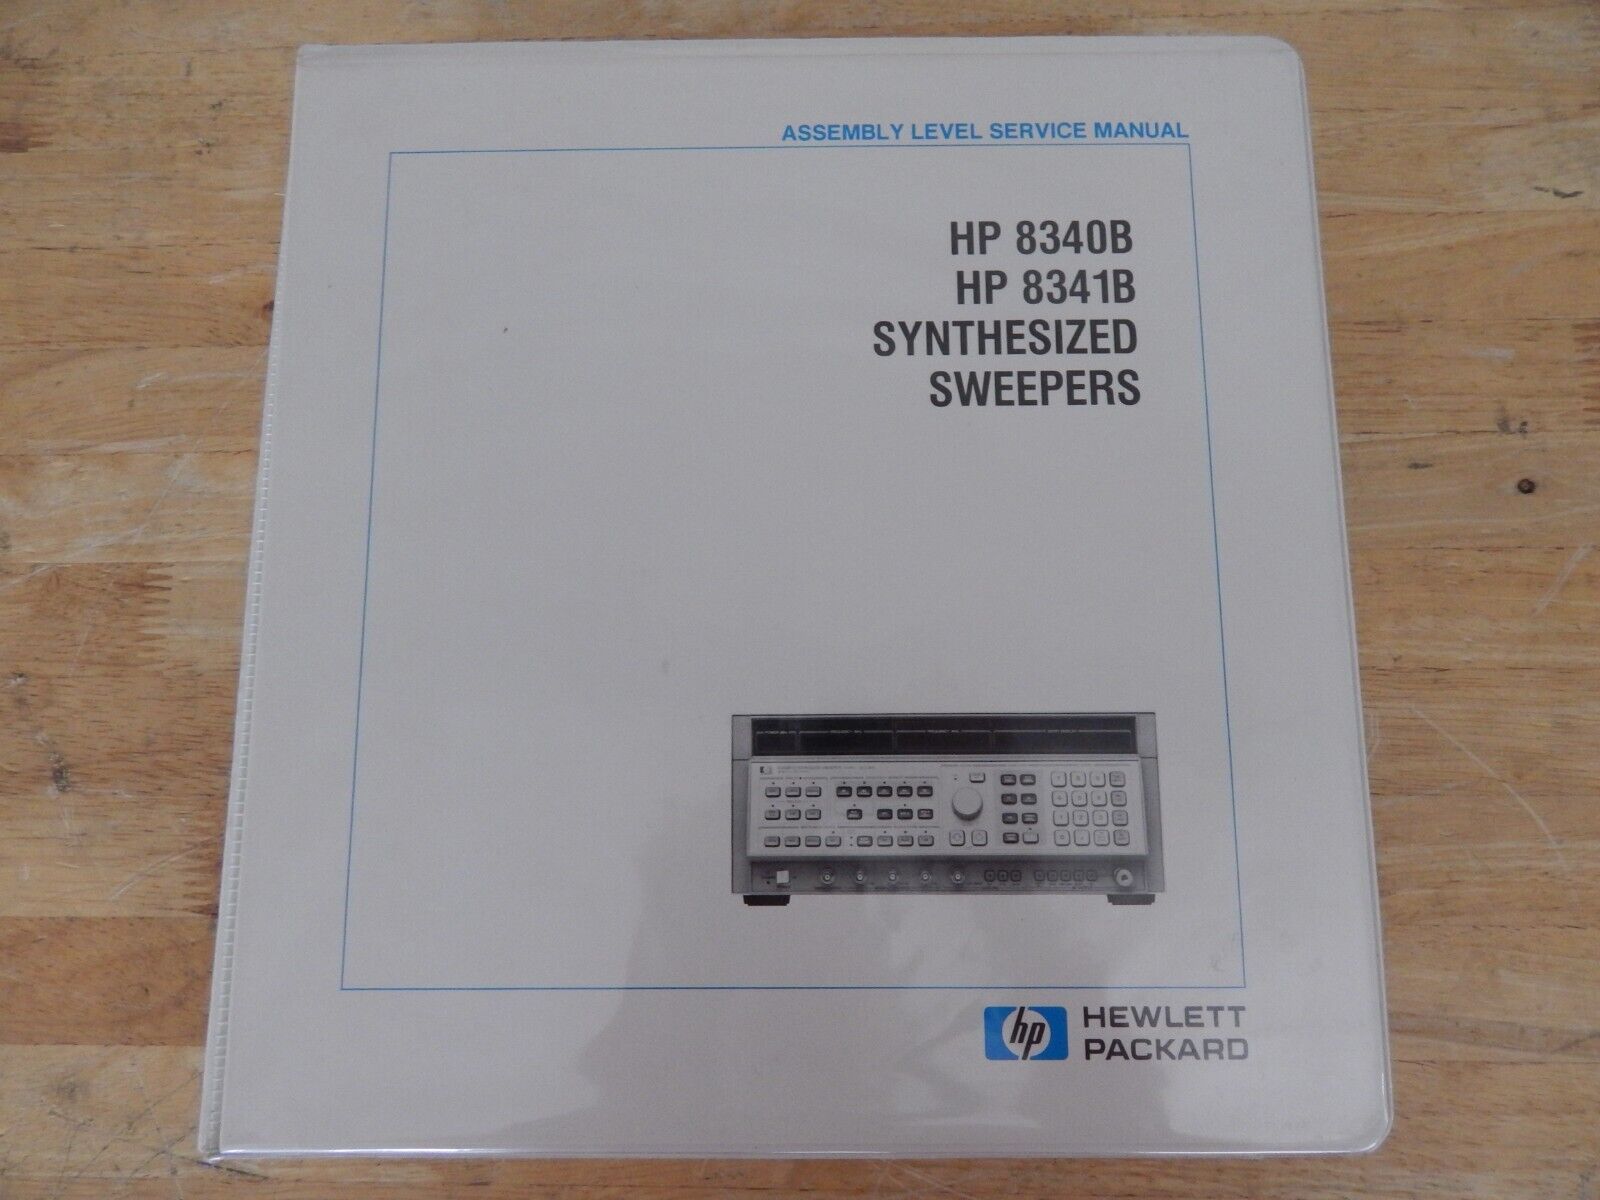 ASSEMBLY LEVEL SERVICE MANUAL
HP 8340B
HP 8341B
SYNTHESIZED
SWEEPERS
hp
HEWLETT
PACKARD